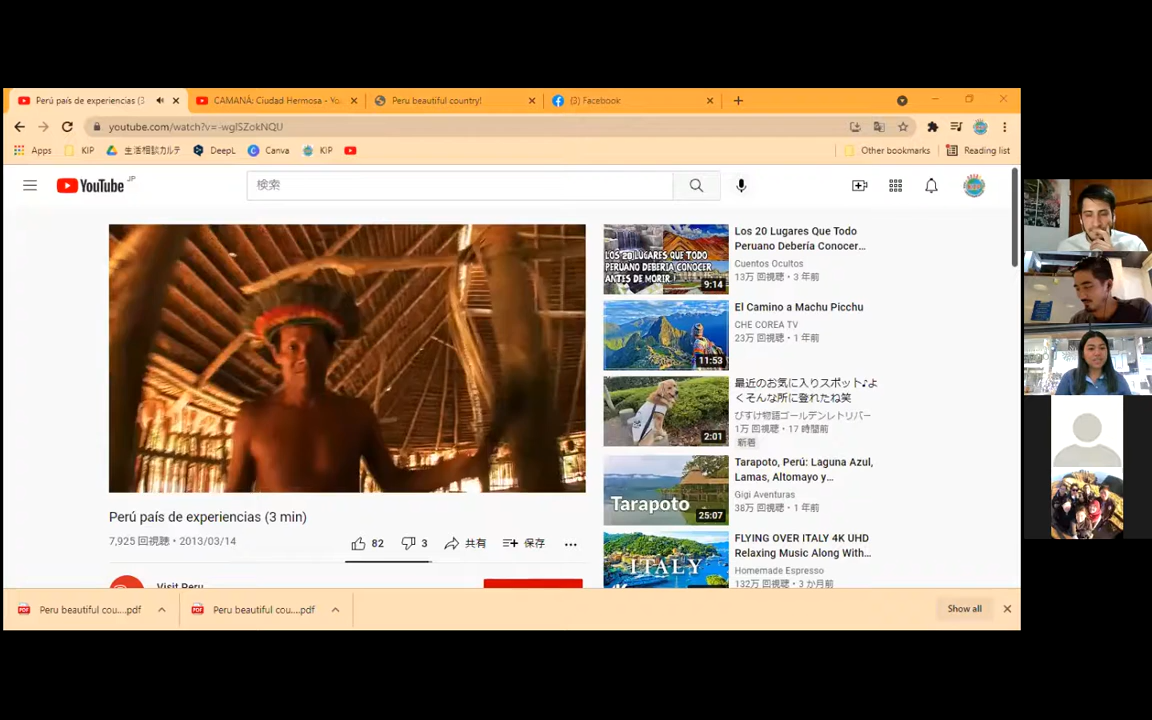 Perú país de experiencias (3
CAMANÁ: Ciudad Hermosa - Yo
Peru beautiful country!
(3) Facebook
youtube.com/watch?v=-wglSZokNQU
Apps
KIP
生活相談カルテ
DeepL
Canva
KIP
Other bookmarks
Reading list
YouTube JP
検索
LOS 20 LUGARES QUE TODO
PERUANO DEBERÍA CONOCER
ANTES DE MORIR
9:14
Los 20 Lugares Que Todo
Peruano Debería Conocer...
Cuentos Ocultos
13万 回視聴・3 年前
11:53
El Camino a Machu Picchu
CHE COREA TV
23万 回視聴・1 年前
2:01
最近のお気に入りスポット♪よ
くそんな所に登れたね笑
びすけ物語ゴールデンレトリバー
1万 回視聴・17 時間前
新着
Tarapoto
25:07
Tarapoto, Perú: Laguna Azul,
Lamas, Altomayo y...
Gigi Aventuras
38万 回視聴・1 年前
ITALY
FLYING OVER ITALY 4K UHD
Relaxing Music Along With...
Homemade Espresso
132万 回視聴・3 か月前
Perú país de experiencias (3 min)
7,925 回視聴・2013/03/14
82
3
共有
保存
Visit Peru
Peru beautiful cou....pdf
Peru beautiful cou....pdf
Show all